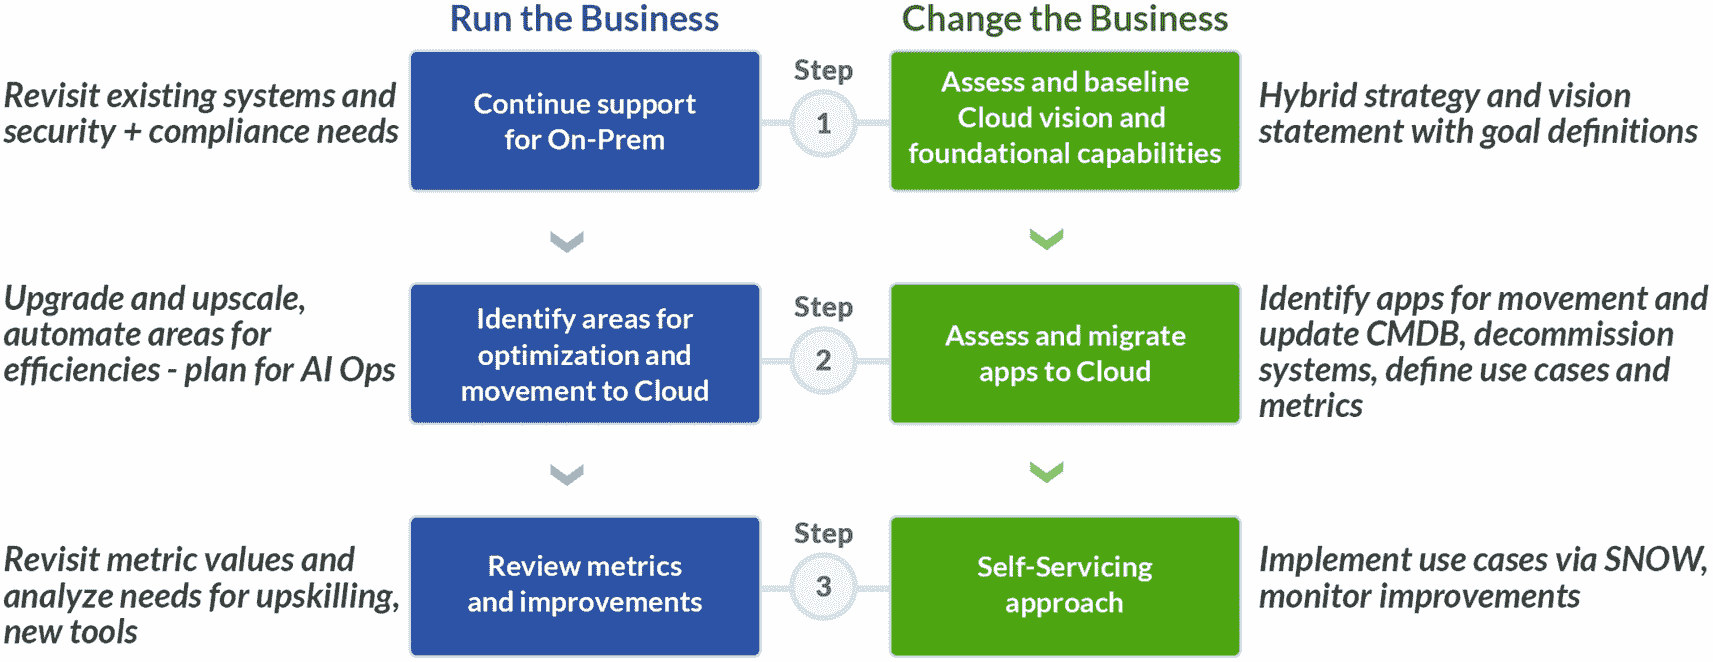 Run the Business
Change the Business
Revisit existing systems and
security + compliance needs
Continue support
for On-Prem
Step
1
Assess and baseline
Cloud vision and
foundational capabilities
Hybrid strategy and vision
statement with goal definitions
Upgrade and upscale,
automate areas for
efficiencies - plan for AI Ops
Identify areas for
optimization and
movement to Cloud
Step
2
Assess and migrate
apps to Cloud
Identify apps for movement and
update CMDB, decommission
systems, define use cases and
metrics
Revisit metric values and
analyze needs for upskilling,
new tools
Review metrics
and improvements
Step
3
Self-Servicing
approach
Implement use cases via SNOW,
monitor improvements